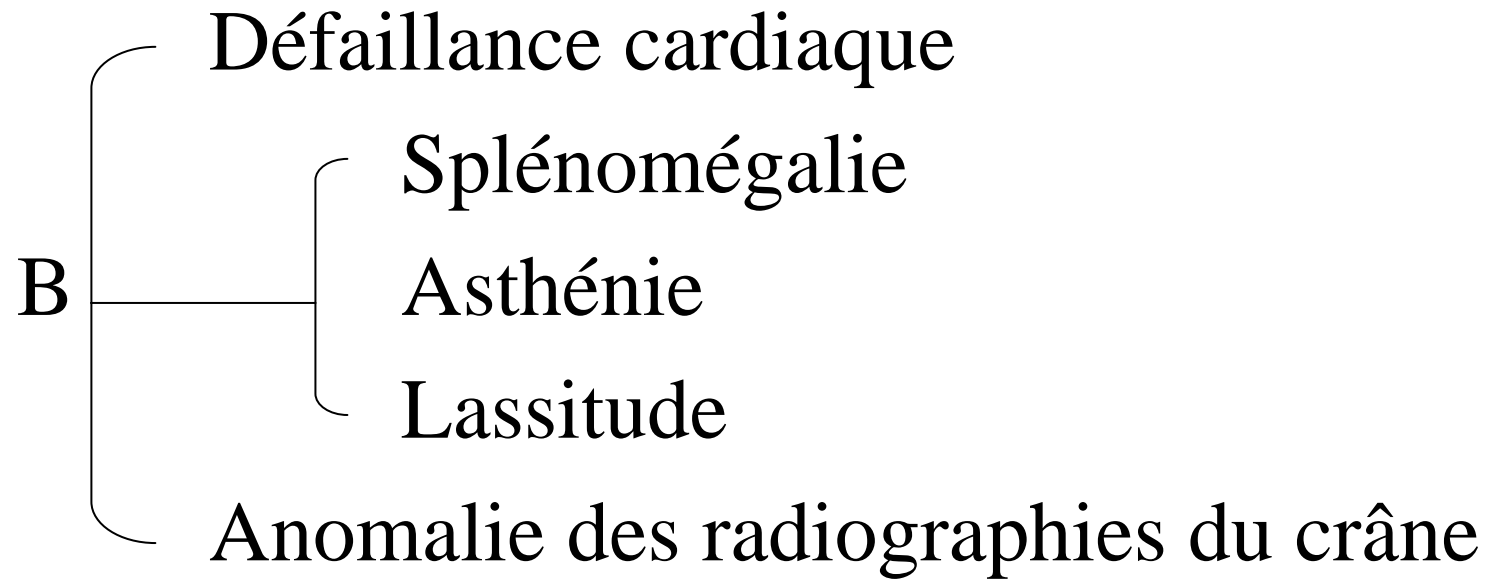 Défaillance cardiaque
Splénomégalie
B Asthénie
Lassitude
Anomalie des radiographies du crâne